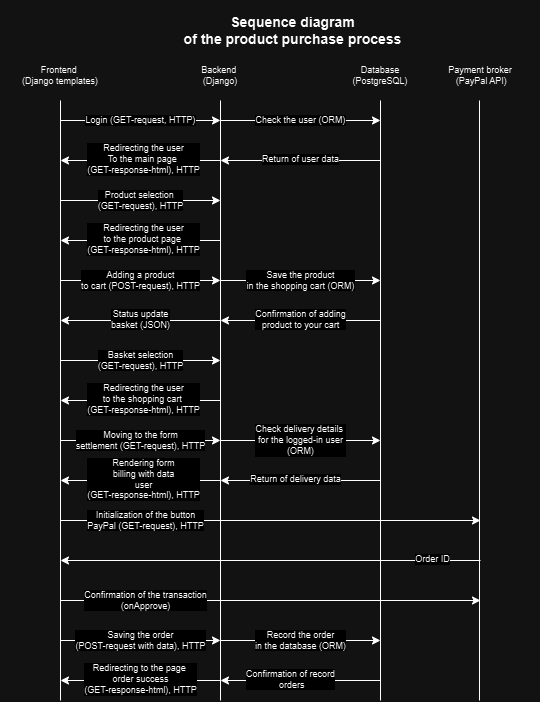 Sequence diagram
of the product purchase process
Frontend
(Django templates)
Backend
(Django)
Database
(PostgreSQL)
Payment broker
(PayPal API)
Login (GET-request, HTTP)
Check the user (ORM)
Redirecting the user
To the main page
(GET-response-html), HTTP
Return of user data
Product selection
(GET-request), HTTP
Redirecting the user
to the product page
(GET-response-html), HTTP
Adding a product
to cart (POST-request), HTTP
Save the product
in the shopping cart (ORM)
Status update
basket (JSON)
Confirmation of adding
product to your cart
Basket selection
(GET-request), HTTP
Redirecting the user
to the shopping cart
(GET-response-html), HTTP
Moving to the form
settlement (GET-request), HTTP
Check delivery details
for the logged-in user
(ORM)
Rendering form
billing with data
user
(GET-response-html), HTTP
Return of delivery data
Initialization of the button
PayPal (GET-request), HTTP
Order ID
Confirmation of the transaction
(onApprove)
Saving the order
(POST-request with data), HTTP
Record the order
in the database (ORM)
Redirecting to the page
order success
(GET-response-html), HTTP
Confirmation of record
orders